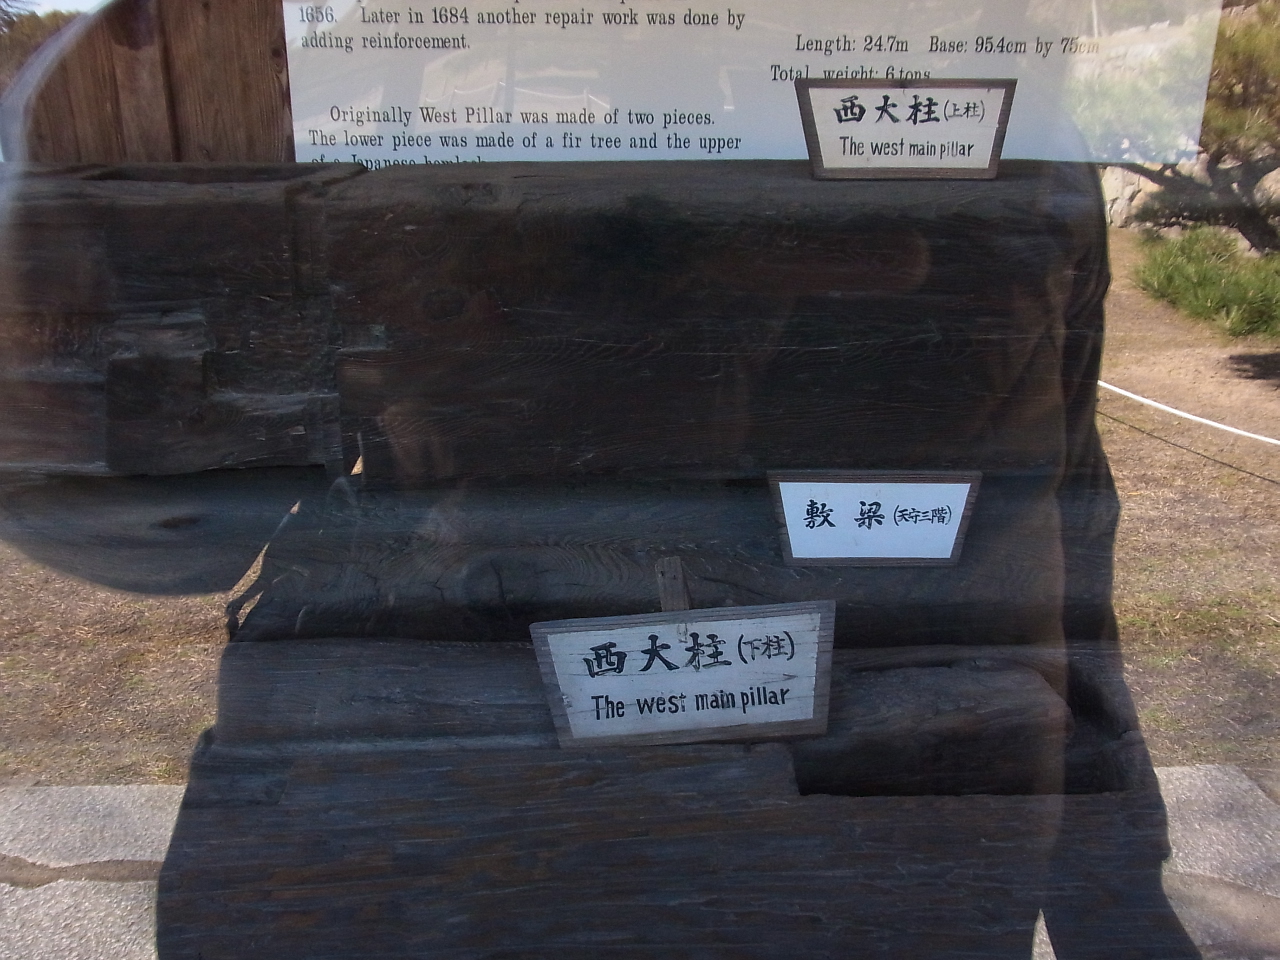 1656. Later in 1684 another repair work was done by
adding reinforcement.
Originally West Pillar was made of two pieces.
The lower piece was made of a fir tree and the upper
of a Japanese hemlock
Length: 24.7m Base: 95.4cm by 75cm
Total weight: 6 tons
西大柱(上柱)
The west main pillar
敷梁(天守三階)
西大柱(下柱)
The west main pillar